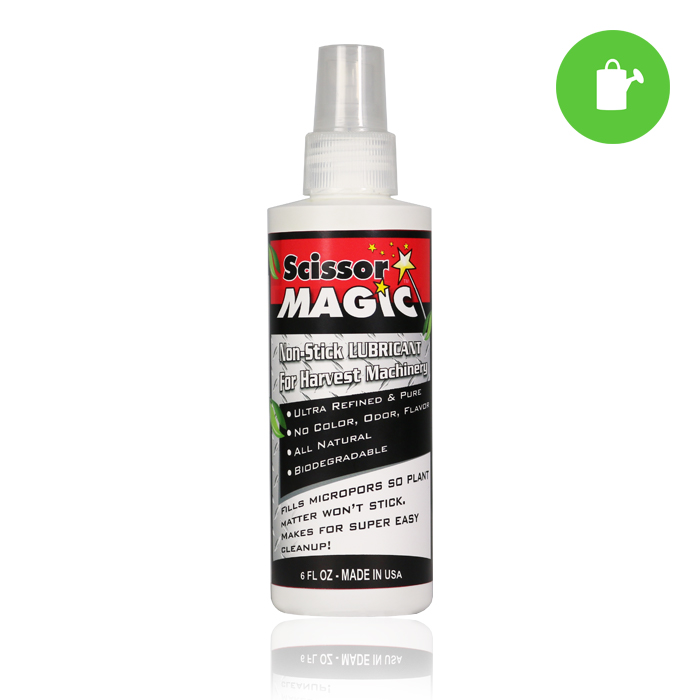 Scissor
MAGiC
Non-Stick LUBRICANT
For Harvest Machinery
• ULTRA REFINED & PURE
• NO COLOR, ODOR, FLAVOR
• ALL NATURAL
• BIODEGRADABLE
FILLS MICROPORS SO PLANT
MATTER WON'T STICK.
MAKES FOR SUPER EASY
CLEANUP!
6 FL OZ - MADE IN USA